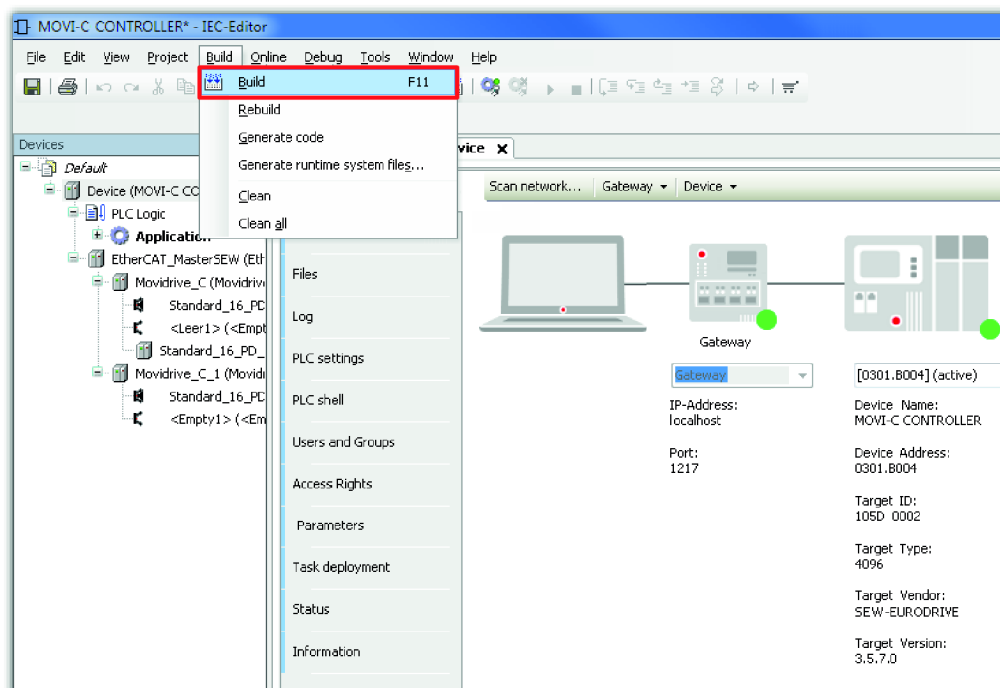 MOVI-C CONTROLLER* - IEC-Editor
File Edit View Project Build Online Debug Tools Window Help
Build F11
Rebuild
Generate code
Generate runtime system files...
Clean
Clean all
Devices
Default
Device (MOVI-C CO
PLC Logic
Application
EtherCAT_MasterSEW (Eth
Movidrive_C (Movidriv
Standard_16_PD
<Leer1> (<Empt
Standard_16_PD_
Movidrive_C_1 (Movidi
Standard_16_PD
<Empty1> (<Em
vice
Scan network... Gateway Device
Files
Log
PLC settings
PLC shell
Users and Groups
Access Rights
Parameters
Task deployment
Status
Information
Gateway
Gateway
IP-Address:
localhost
Port:
1217
[0301.B004] (active)
Device Name:
MOVI-C CONTROLLER
Device Address:
0301.B004
Target ID:
105D 0002
Target Type:
4096
Target Vendor:
SEW-EURODRIVE
Target Version:
3.5.7.0